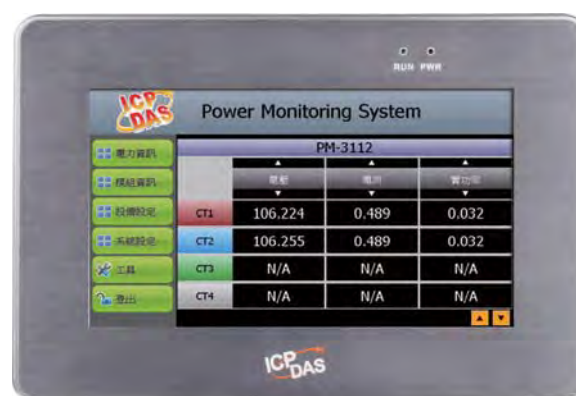 RUN PWR
ICP DAS
Power Monitoring System
電力資訊
PM-3112
模組資訊
電壓 電流 實功率
設備設定
CT1 106.224 0.489 0.032
系統設定
CT2 106.255 0.489 0.032
工具
CT3 N/A N/A N/A
登出
CT4 N/A N/A N/A
ICP DAS